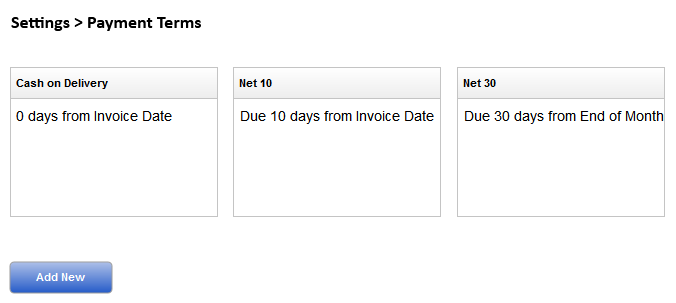 Settings > Payment Terms
Cash on Delivery
0 days from Invoice Date
Net 10
Due 10 days from Invoice Date
Net 30
Due 30 days from End of Month
Add New